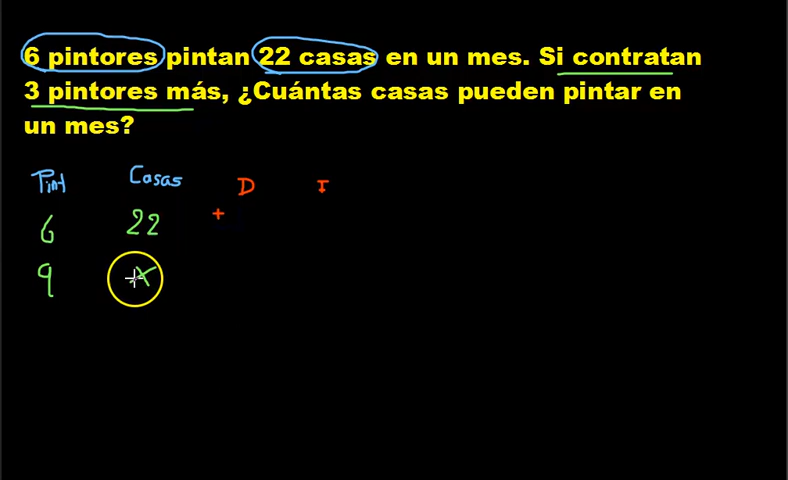 6 pintores pintan 22 casas en un mes. Si contratan
3 pintores más, ¿Cuántas casas pueden pintar en
un mes?
Pint Casas D I
6 22 +
9 x